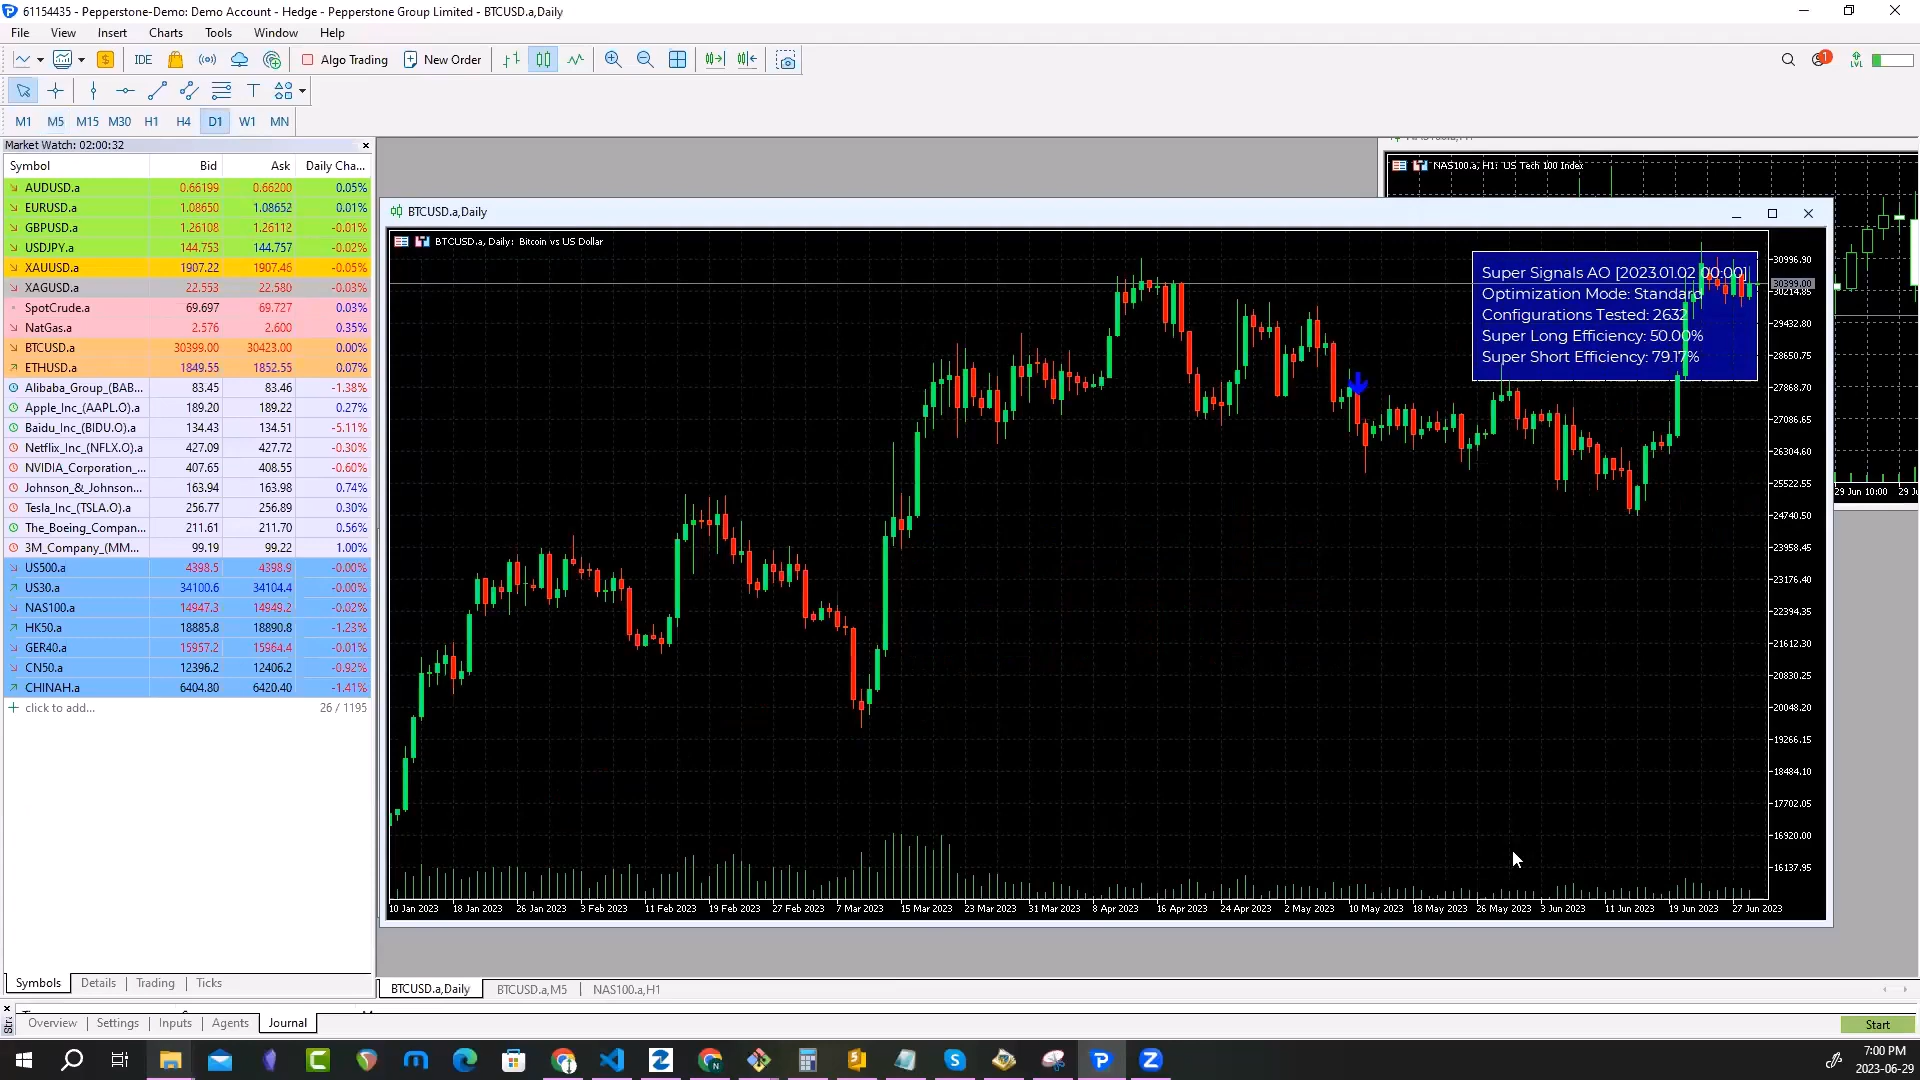 61154435 - Pepperstone-Demo: Demo Account - Hedge - Pepperstone Group Limited - BTCUSD.a,Daily
File View Insert Charts Tools Window Help
IDE Algo Trading New Order
1 LVL
M1 M5 M15 M30 H1 H4 D1 W1 MN
Market Watch: 02:00:32
Symbol Bid Ask Daily Cha...
AUDUSD.a 0.66199 0.66200 0.05%
EURUSD.a 1.08650 1.08652 0.01%
GBPUSD.a 1.26108 1.26112 -0.01%
USDJPY.a 144.753 144.757 -0.02%
XAUUSD.a 1907.22 1907.46 -0.05%
XAGUSD.a 22.553 22.580 -0.03%
SpotCrude.a 69.697 69.727 0.03%
NatGas.a 2.576 2.600 0.35%
BTCUSD.a 30399.00 30423.00 0.00%
ETHUSD.a 1849.55 1852.55 0.07%
Alibaba_Group_(BAB... 83.45 83.46 -1.38%
Apple_Inc_(AAPL.O).a 189.20 189.22 0.27%
Baidu_Inc_(BIDU.O).a 134.43 134.51 -5.11%
Netflix_Inc_(NFLX.O).a 427.09 427.72 -0.30%
NVIDIA_Corporation_... 407.65 408.55 -0.60%
Johnson_&_Johnson... 163.94 163.98 0.74%
Tesla_Inc_(TSLA.O).a 256.77 256.89 0.30%
The_Boeing_Compan... 211.61 211.70 0.56%
3M_Company_(MM... 99.19 99.22 1.00%
US500.a 4398.5 4398.9 -0.00%
US30.a 34100.6 34104.4 -0.00%
NAS100.a 14947.3 14949.2 -0.02%
HK50.a 18885.8 18890.8 -1.23%
GER40.a 15957.2 15964.4 -0.01%
CN50.a 12396.2 12406.2 -0.92%
CHINAH.a 6404.80 6420.40 -1.41%
click to add... 26 / 1195
Symbols Details Trading Ticks
NAS100.a, H1: US Tech 100 Index
29 Jun 10:00
BTCUSD.a,Daily
BTCUSD.a, Daily: Bitcoin vs US Dollar
Super Signals AO [2023.01.02 00:00]
Optimization Mode: Standard
Configurations Tested: 2632
Super Long Efficiency: 50.00%
Super Short Efficiency: 79.17%
30996.90
30399.00
30214.85
29432.80
28650.75
27868.70
27086.65
26304.60
25522.55
24740.50
23958.45
23176.40
22394.35
21612.30
20830.25
20048.20
19266.15
18484.10
17702.05
16920.00
16137.95
10 Jan 2023 18 Jan 2023 26 Jan 2023 3 Feb 2023 11 Feb 2023 19 Feb 2023 27 Feb 2023 7 Mar 2023 15 Mar 2023 23 Mar 2023 31 Mar 2023 8 Apr 2023 16 Apr 2023 24 Apr 2023 2 May 2023 10 May 2023 18 May 2023 26 May 2023 3 Jun 2023 11 Jun 2023 19 Jun 2023 27 Jun 2023
BTCUSD.a,Daily BTCUSD.a,M5 NAS100.a,H1
Overview Settings Inputs Agents Journal Start
7:00 PM
2023-06-29